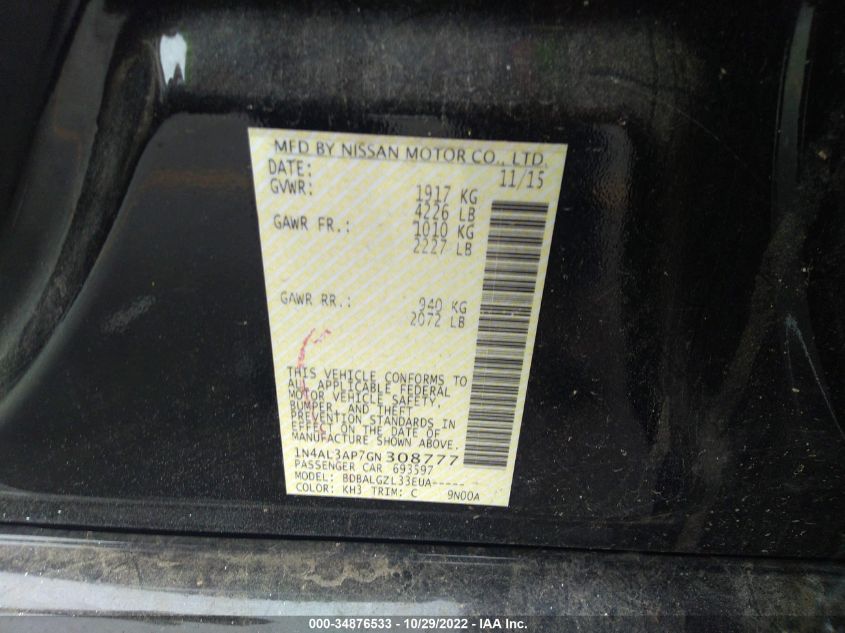 MFD BY NISSAN MOTOR CO., LTD.
DATE: 11/15
GVWR: 1917 KG
4226 LB
GAWR FR.: 1010 KG
2227 LB
GAWR RR.: 940 KG
2072 LB
THIS VEHICLE CONFORMS TO
ALL APPLICABLE FEDERAL
MOTOR VEHICLE SAFETY,
BUMPER, AND THEFT
PREVENTION STANDARDS IN
EFFECT ON THE DATE OF
MANUFACTURE SHOWN ABOVE.
1N4AL3AP7GN308777
PASSENGER CAR 693597
MODEL: BDBALGZL33EUA-----
COLOR: KH3 TRIM: C 9N00A
000-34876533 - 10/29/2022 - IAA Inc.